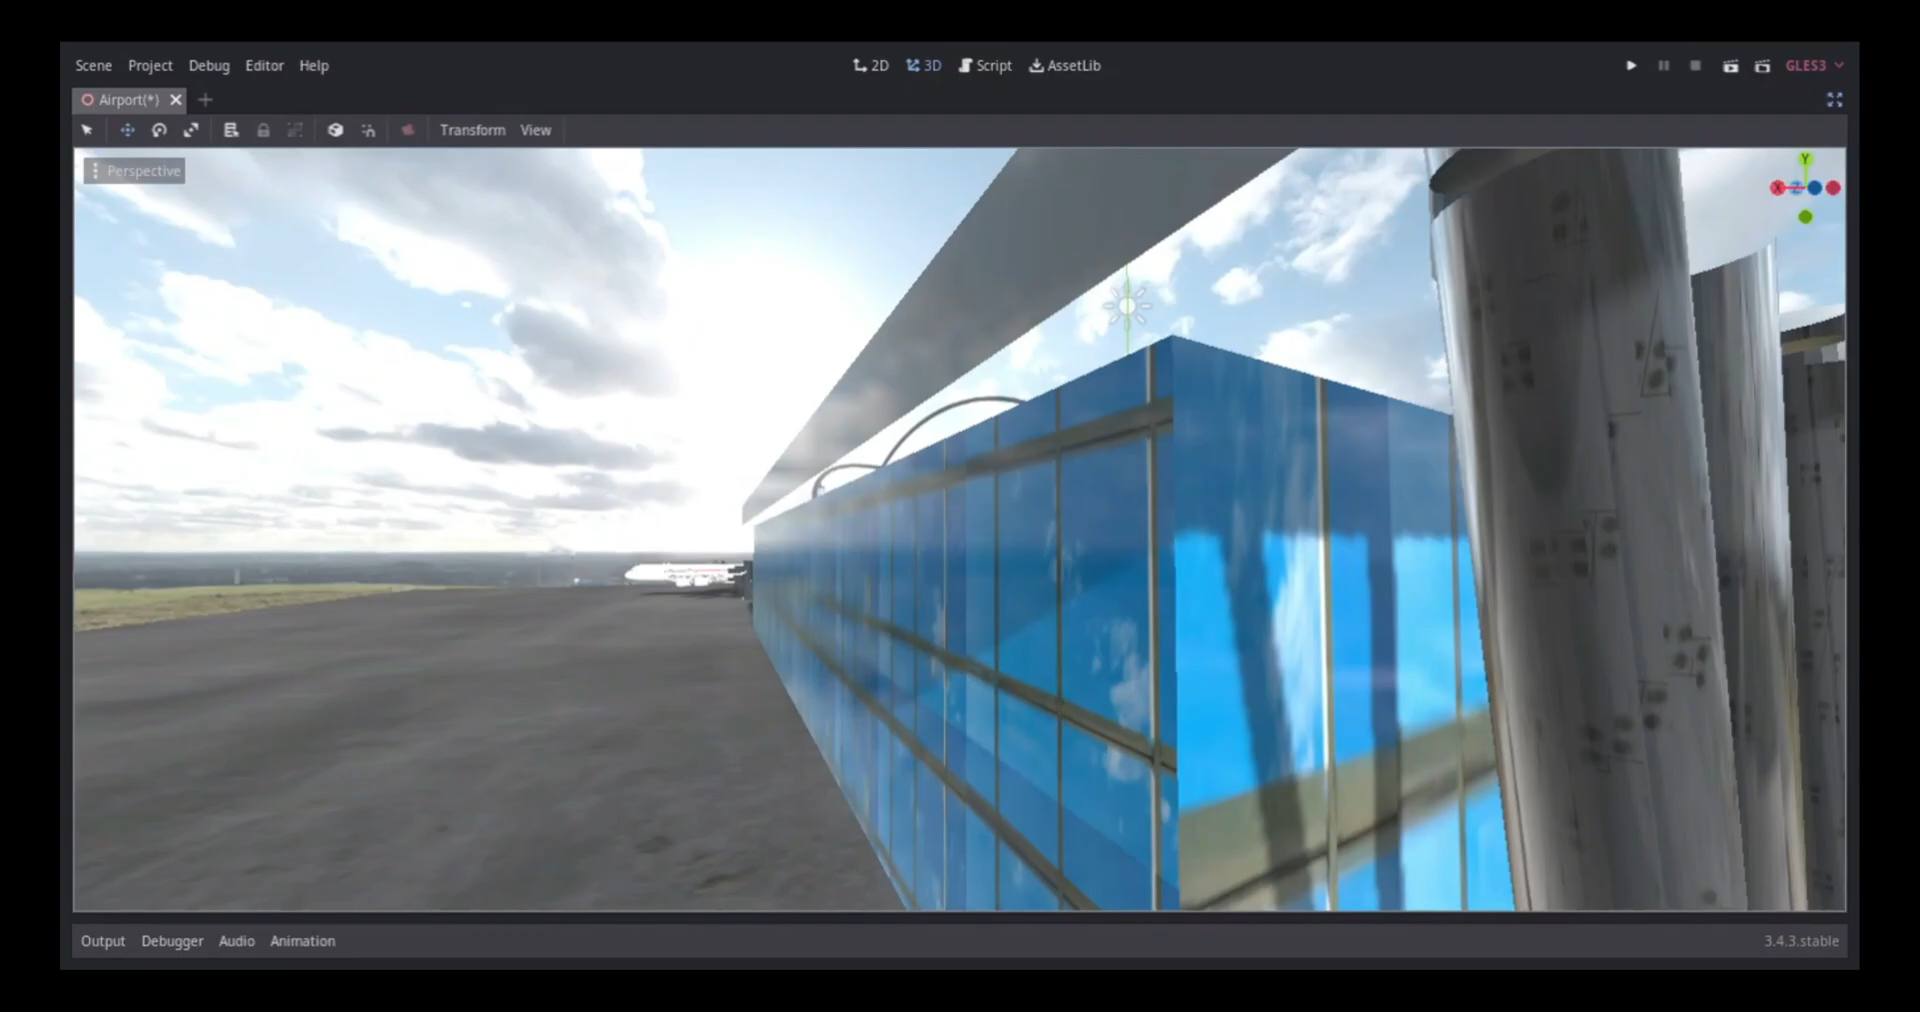 Scene Project Debug Editor Help 2D 3D Script AssetLib GLES3
Airport(*)
Transform View
Perspective
Y
X Z
Output Debugger Audio Animation 3.4.3.stable